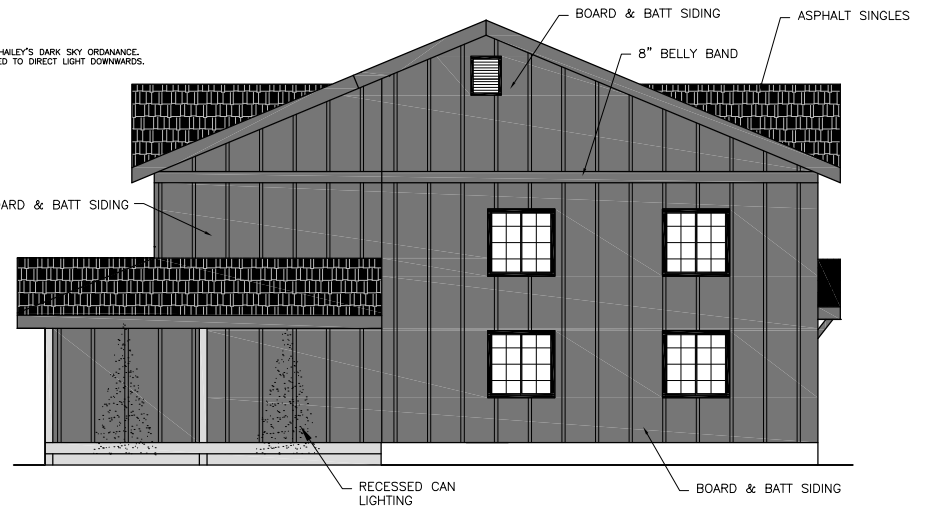 BOARD & BATT SIDING
ASPHALT SINGLES
HAILEY'S DARK SKY ORDANANCE.
ED TO DIRECT LIGHT DOWNWARDS.
8" BELLY BAND
ARD & BATT SIDING
RECESSED CAN
LIGHTING
BOARD & BATT SIDING